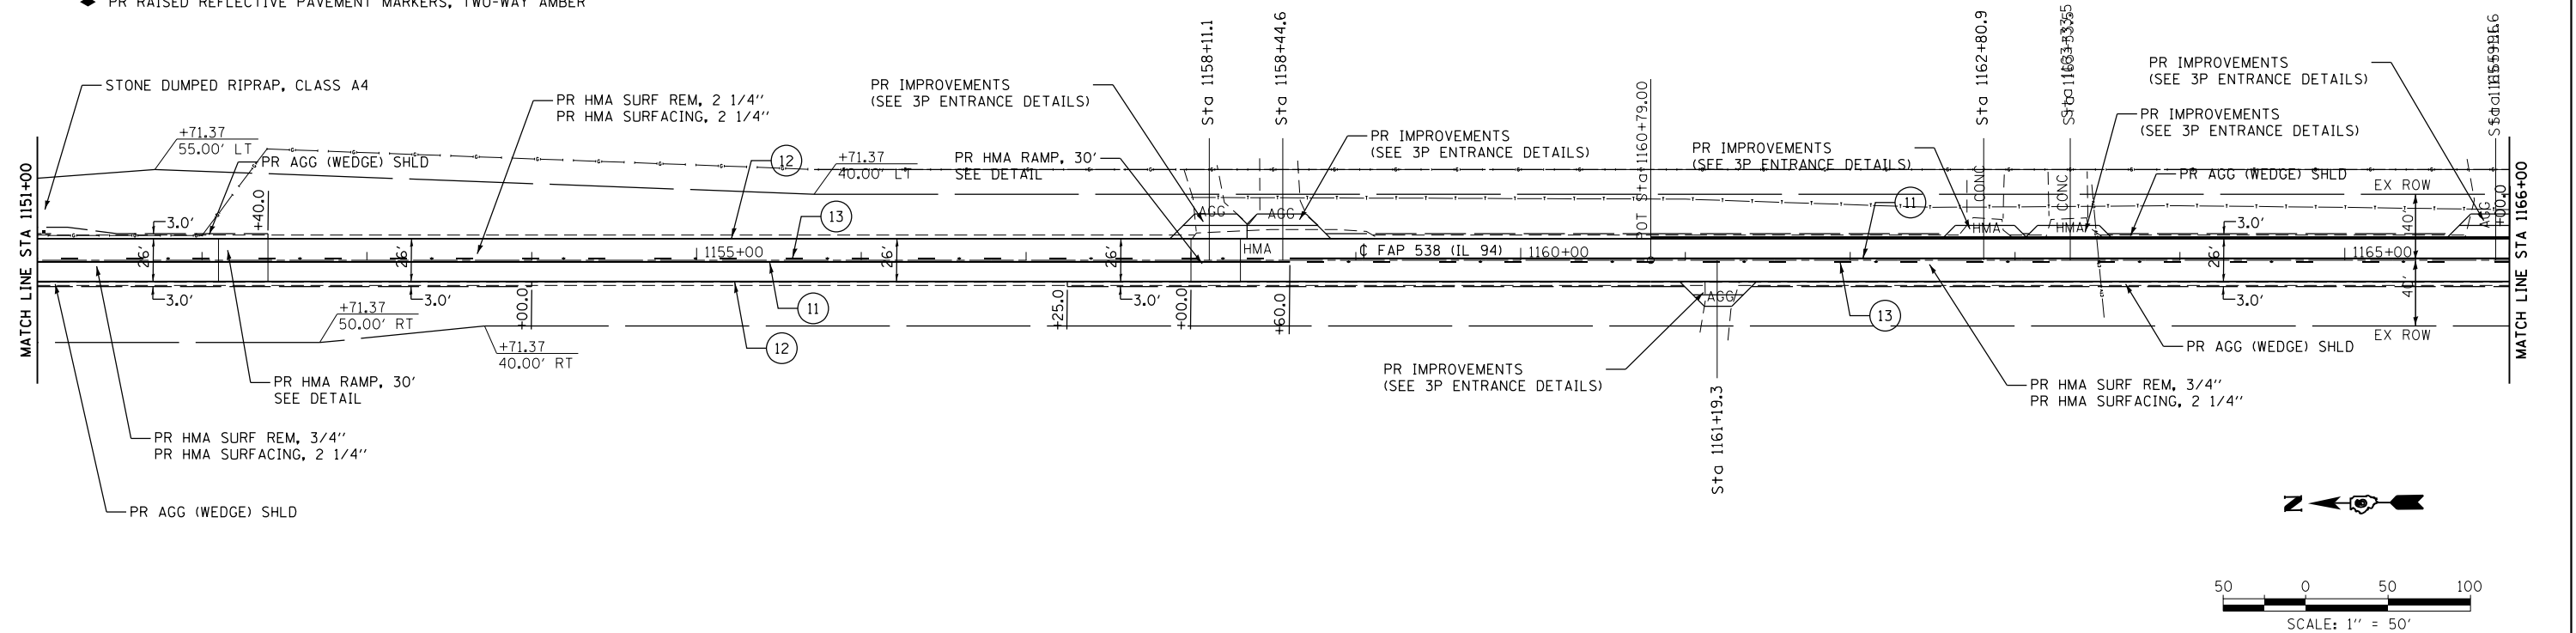 PR RAISED REFLECTIVE PAVEMENT MARKERS, TWO-WAY AMBER
STONE DUMPED RIPRAP, CLASS A4
PR HMA SURF REM, 2 1/4"
PR HMA SURFACING, 2 1/4"
PR IMPROVEMENTS
(SEE 3P ENTRANCE DETAILS)
Sta 1158+11.1
Sta 1158+44.6
PR IMPROVEMENTS
(SEE 3P ENTRANCE DETAILS)
POT Sta 1160+79.00
PR IMPROVEMENTS
(SEE 3P ENTRANCE DETAILS)
Sta 1162+80.9
PR IMPROVEMENTS
(SEE 3P ENTRANCE DETAILS)
PR IMPROVEMENTS
(SEE 3P ENTRANCE DETAILS)
MATCH LINE STA 1151+00
+71.37
55.00' LT
PR AGG (WEDGE) SHLD
12
+71.37
40.00' LT
PR HMA RAMP, 30'
SEE DETAIL
CONC
CONC
PR AGG (WEDGE) SHLD
EX ROW
MATCH LINE STA 1166+00
3.0'
+40.0
13
AGG
AGG
11
HMA
HMA
3.0'
40'
AGG
+00.0
26'
26'
1155+00
26'
26'
HMA
℄ FAP 538 (IL 94)
1160+00
26'
1165+00
40'
3.0'
3.0'
+00.0
11
+25.0
3.0'
+00.0
+60.0
AGG
13
3.0'
EX ROW
+71.37
50.00' RT
+71.37
40.00' RT
12
PR AGG (WEDGE) SHLD
PR HMA RAMP, 30'
SEE DETAIL
PR IMPROVEMENTS
(SEE 3P ENTRANCE DETAILS)
Sta 1161+19.3
PR HMA SURF REM, 3/4"
PR HMA SURFACING, 2 1/4"
PR HMA SURF REM, 3/4"
PR HMA SURFACING, 2 1/4"
PR AGG (WEDGE) SHLD
N
50 0 50 100
SCALE: 1" = 50'